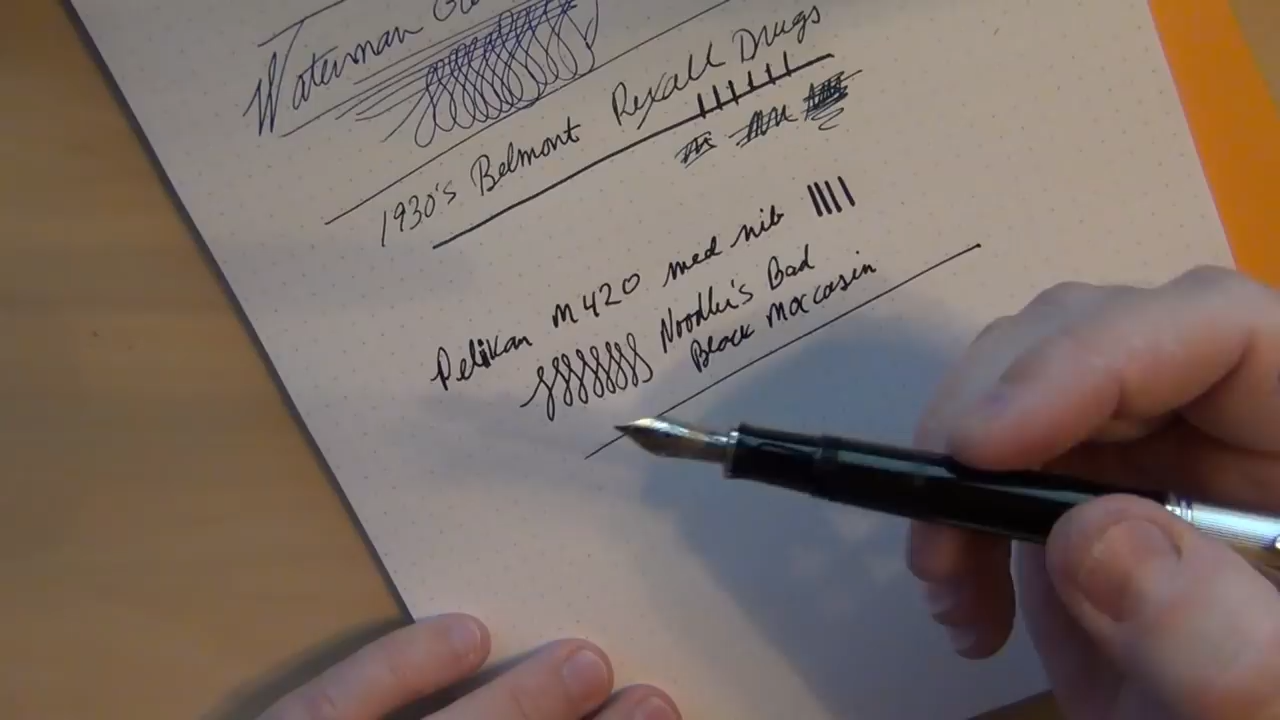 Waterman
1930's Belmont Rexall Drugs
Pelikan M420 med nib
Noodler's Bad
Black Moccasin